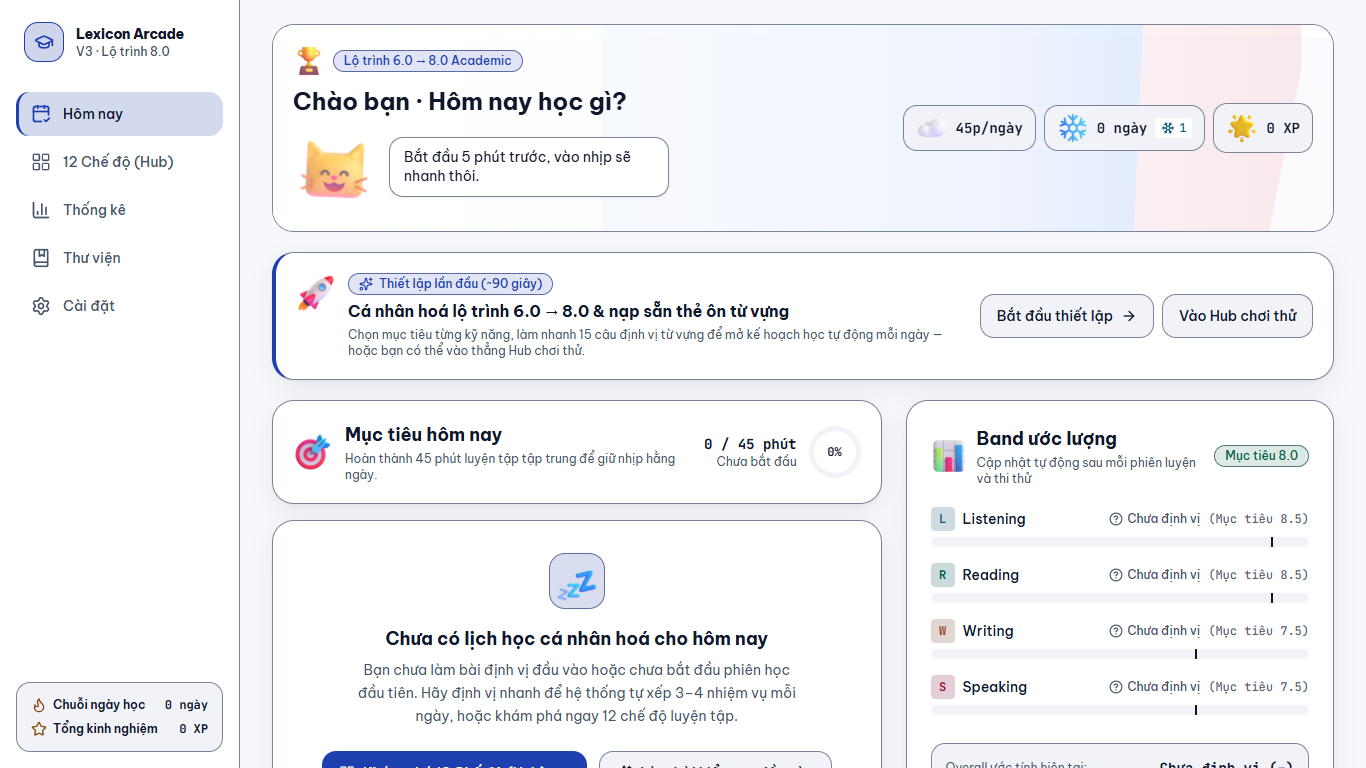 Lexicon Arcade
V3 · Lộ trình 8.0
Hôm nay
12 Chế độ (Hub)
Thống kê
Thư viện
Cài đặt
Chuỗi ngày học 0 ngày
Tổng kinh nghiệm 0 XP
Lộ trình 6.0 → 8.0 Academic
Chào bạn · Hôm nay học gì?
Bắt đầu 5 phút trước, vào nhịp sẽ
nhanh thôi.
45p/ngày
0 ngày 1
0 XP
Thiết lập lần đầu (~90 giây)
Cá nhân hoá lộ trình 6.0 → 8.0 & nạp sẵn thẻ ôn từ vựng
Chọn mục tiêu từng kỹ năng, làm nhanh 15 câu định vị từ vựng để mở kế hoạch học tự động mỗi ngày —
hoặc bạn có thể vào thẳng Hub chơi thử.
Bắt đầu thiết lập →
Vào Hub chơi thử
Mục tiêu hôm nay
Hoàn thành 45 phút luyện tập tập trung để giữ nhịp hằng
ngày.
0 / 45 phút
Chưa bắt đầu
0%
zzZ
Chưa có lịch học cá nhân hoá cho hôm nay
Bạn chưa làm bài định vị đầu vào hoặc chưa bắt đầu phiên học
đầu tiên. Hãy định vị nhanh để hệ thống tự xếp 3–4 nhiệm vụ mỗi
ngày, hoặc khám phá ngay 12 chế độ luyện tập.
Band ước lượng
Cập nhật tự động sau mỗi phiên luyện
và thi thử
Mục tiêu 8.0
L Listening Chưa định vị (Mục tiêu 8.5)
R Reading Chưa định vị (Mục tiêu 8.5)
W Writing Chưa định vị (Mục tiêu 7.5)
S Speaking Chưa định vị (Mục tiêu 7.5)
Overall ước tính hiện tại: Chưa định vị (–)